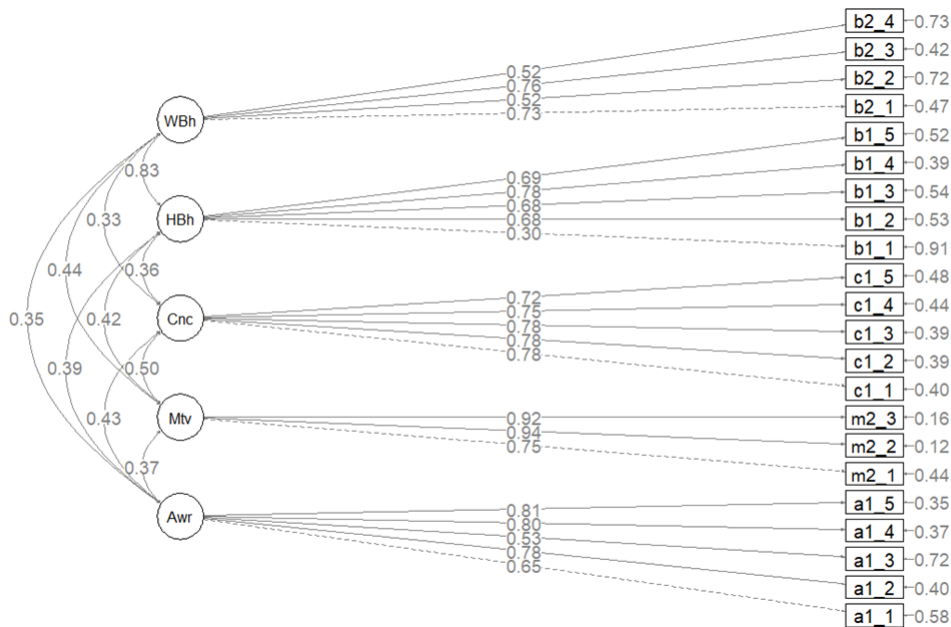 b2_4 0.73
b2_3 0.42
0.52
0.76
b2_2 0.72
0.52
b2_1 0.47
0.73
WBh
b1_5 0.52
b1_4 0.39
0.83
0.69
0.78
b1_3 0.54
0.68
HBh
0.68
b1_2 0.53
0.33
0.30
b1_1 0.91
0.44
0.36
c1_5 0.48
0.72
0.75
c1_4 0.44
0.35
0.42
Cnc
0.78
c1_3 0.39
0.78
c1_2 0.39
0.78
0.39
0.50
c1_1 0.40
0.43
Mtv
0.92
m2_3 0.16
0.94
m2_2 0.12
0.75
0.37
m2_1 0.44
a1_5 0.35
0.81
Awr
0.80
a1_4 0.37
0.53
a1_3 0.72
0.78
0.65
a1_2 0.40
a1_1 0.58